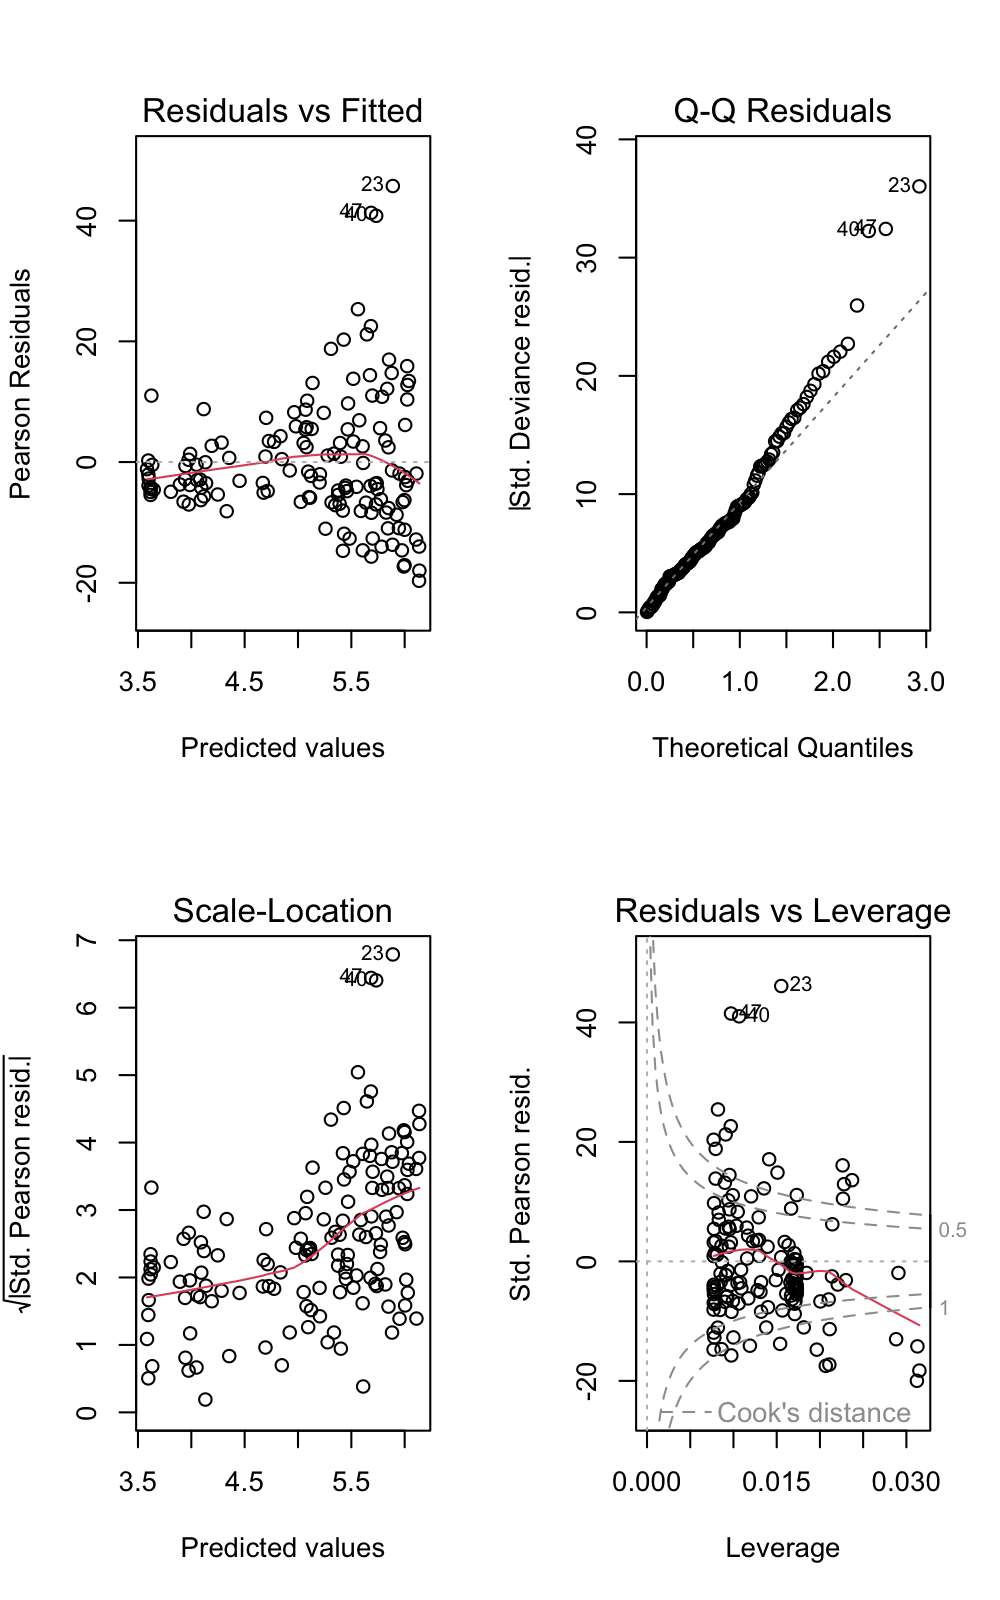 Residuals vs Fitted
Pearson Residuals
40
20
0
-20
23
47
40
3.5 4.5 5.5
Predicted values
Q-Q Residuals
|Std. Deviance resid.|
40
30
20
10
0
23
47
40
0.0 1.0 2.0 3.0
Theoretical Quantiles
Scale-Location
√|Std. Pearson resid.|
7
6
5
4
3
2
1
0
23
47
40
3.5 4.5 5.5
Predicted values
Residuals vs Leverage
Std. Pearson resid.
40
20
0
-20
23
47
40
0.5
1
Cook's distance
0.000 0.015 0.030
Leverage